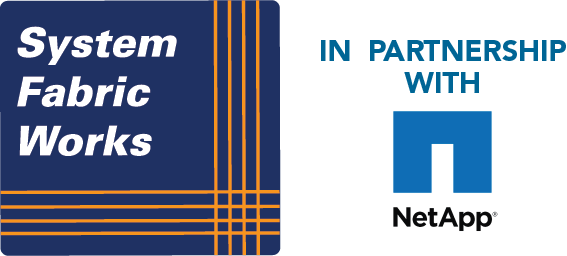 System
Fabric
Works
IN PARTNERSHIP
WITH
NetApp®